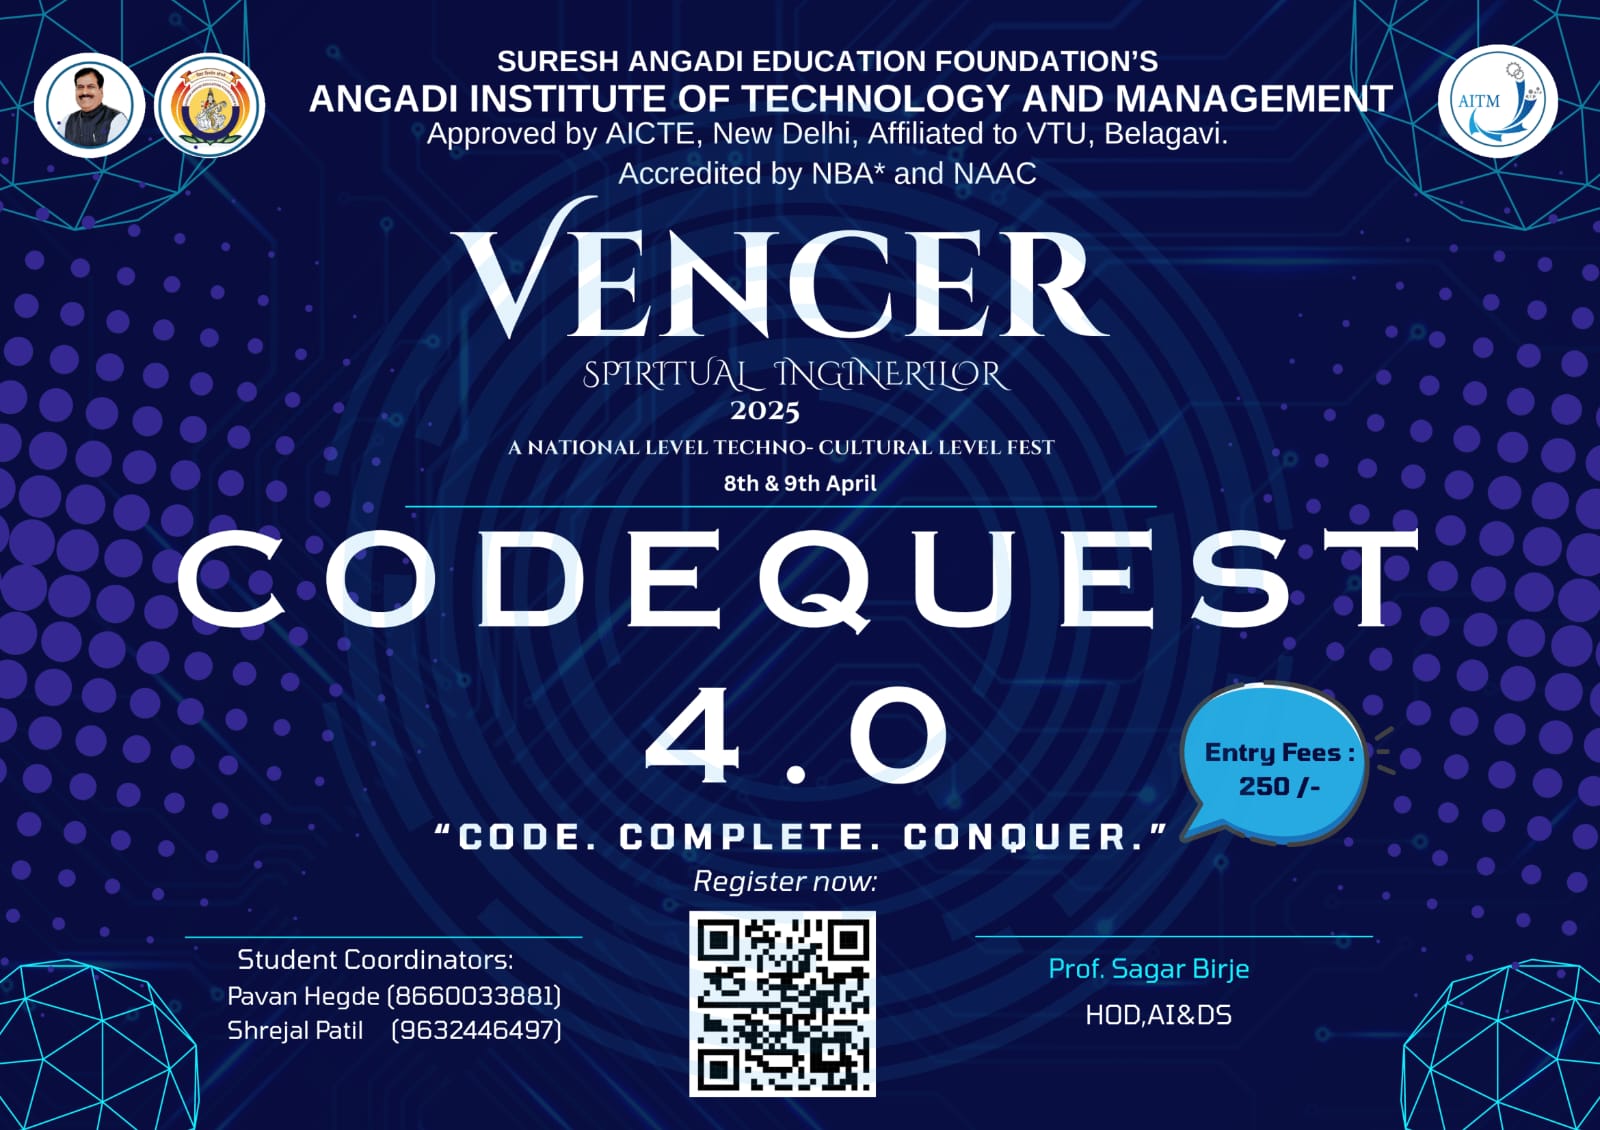 SURESH ANGADI EDUCATION FOUNDATION'S
ANGADI INSTITUTE OF TECHNOLOGY AND MANAGEMENT
Approved by AICTE, New Delhi, Affiliated to VTU, Belagavi.
Accredited by NBA* and NAAC
AITM
VENCER
SPIRITUAL INGINERILOR
2025
A NATIONAL LEVEL TECHNO- CULTURAL LEVEL FEST
8th & 9th April
CODEQUEST
4.0
Entry Fees :
250 /-
“CODE. COMPLETE. CONQUER.”
Register now:
Student Coordinators:
Pavan Hegde (8660033881)
Shrejal Patil (9632446497)
Prof. Sagar Birje
HOD,AI&DS